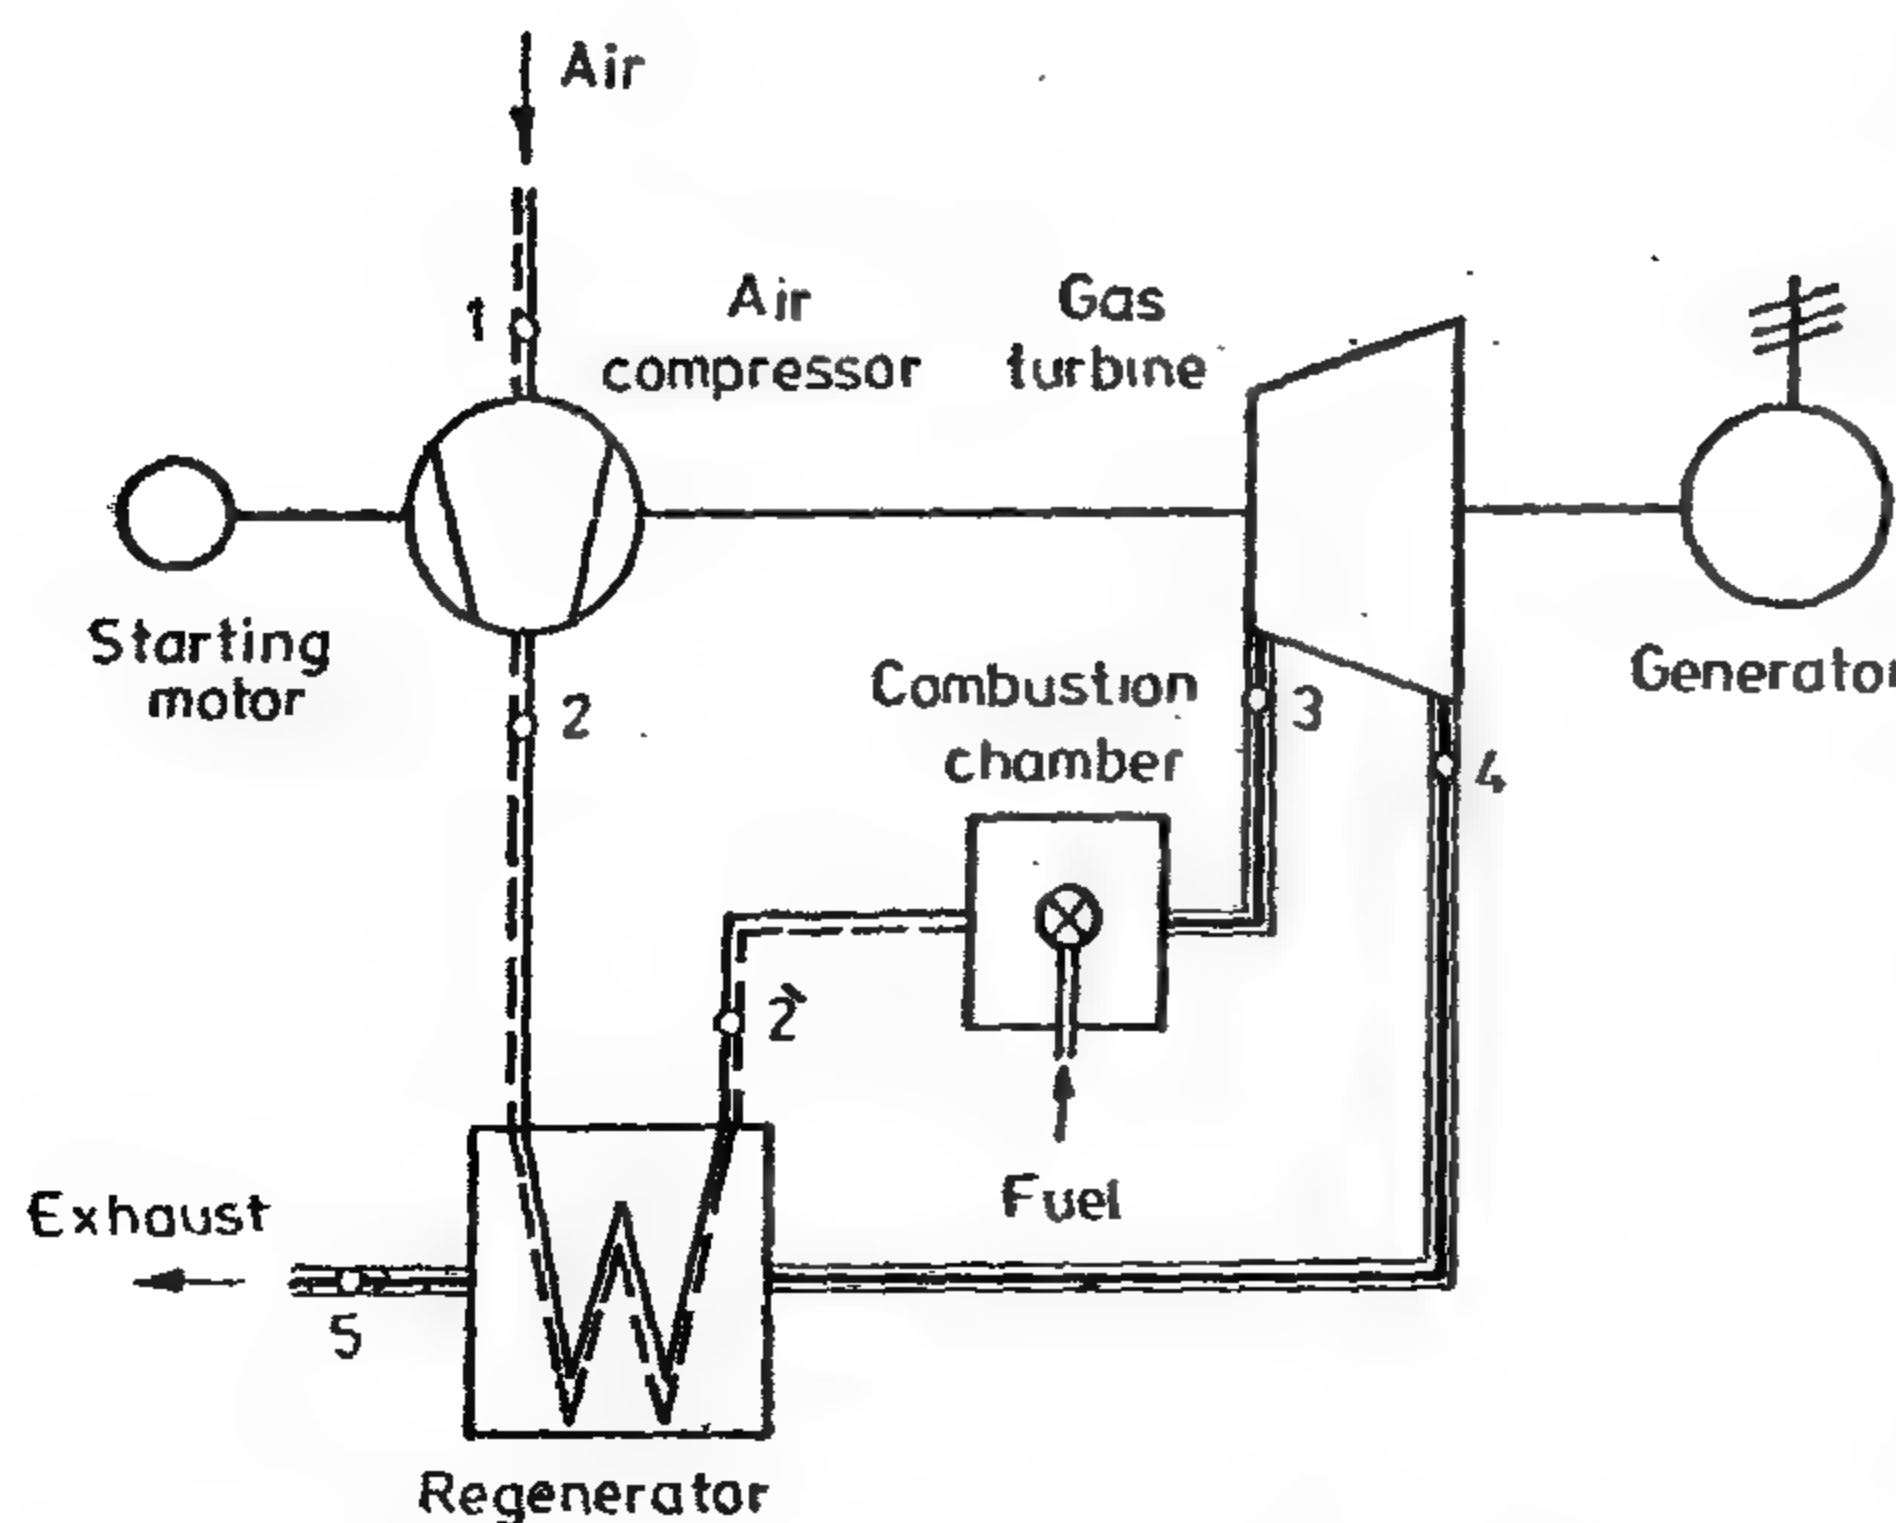 Air
1
Air
compressor
Gas
turbine
Starting
motor
2
Combustion
chamber
3
Generator
4
2`
Fuel
Exhaust
5
Regenerator